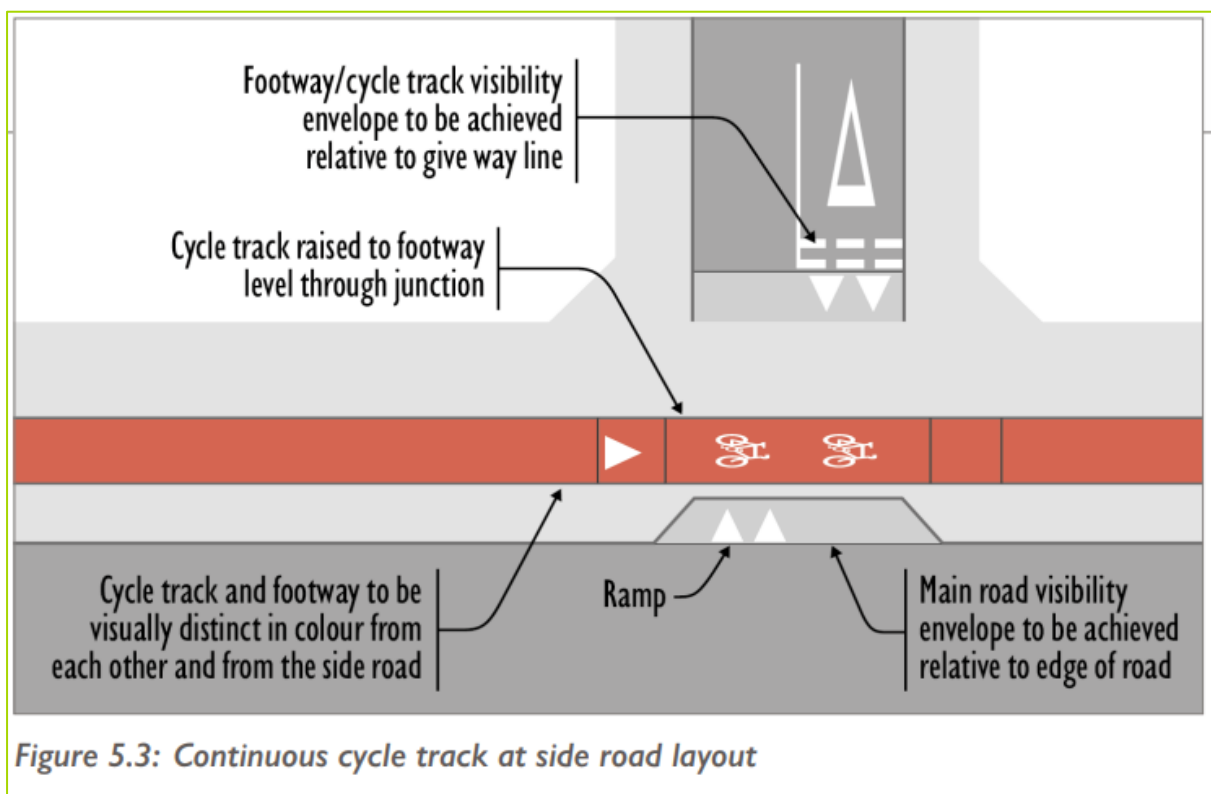 Footway/cycle track visibility
envelope to be achieved
relative to give way line
Cycle track raised to footway
level through junction
Cycle track and footway to be
visually distinct in colour from
each other and from the side road
Ramp
Main road visibility
envelope to be achieved
relative to edge of road
Figure 5.3: Continuous cycle track at side road layout